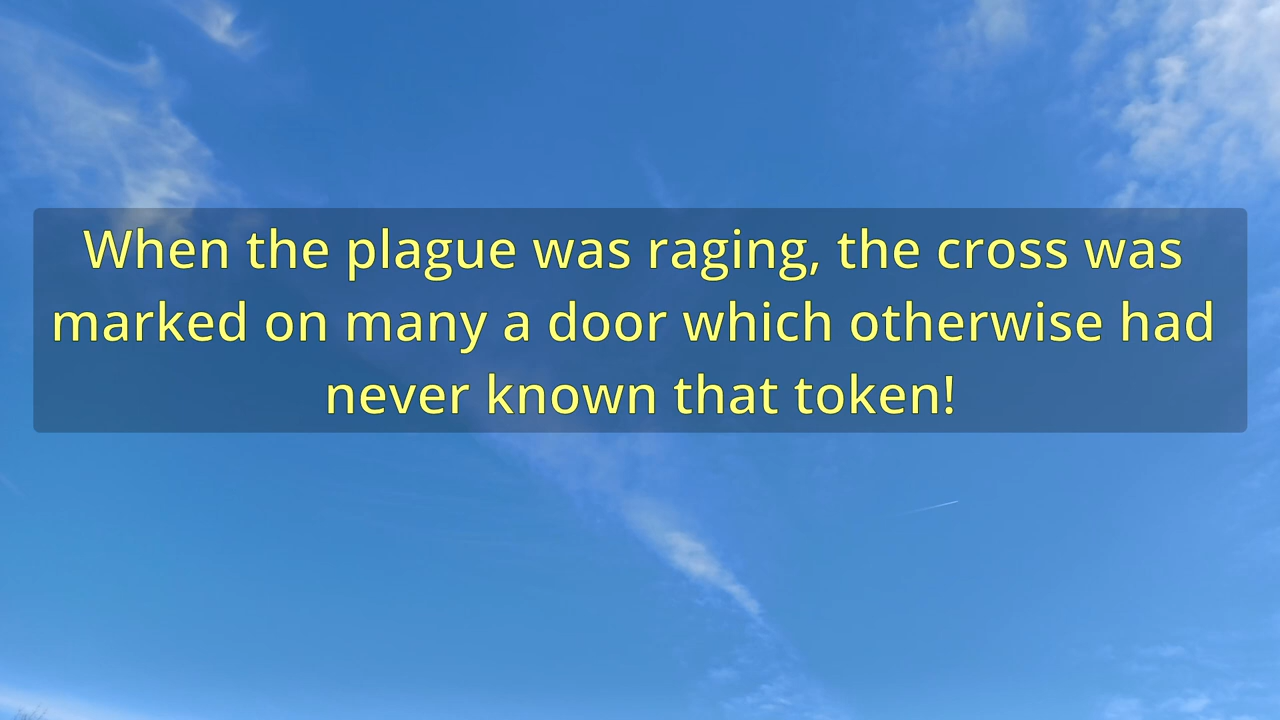 When the plague was raging, the cross was
marked on many a door which otherwise had
never known that token!